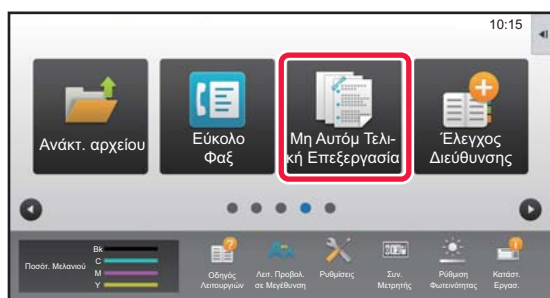 10:15
Ανάκτ. αρχείου
Εύκολο
Φαξ
Μη Αυτόμ Τελι-
κή Επεξεργασία
Έλεγχος
Διεύθυνσης
Ποσότ. Μελανιού
Bk
C
M
Y
Οδηγός
Λειτουργιών
Λειτ. Προβολ.
σε Μεγέθυνση
Ρυθμίσεις
Συν.
Μετρητής
Ρύθμιση
Φωτεινότητας
Κατάστ.
Εργασ.